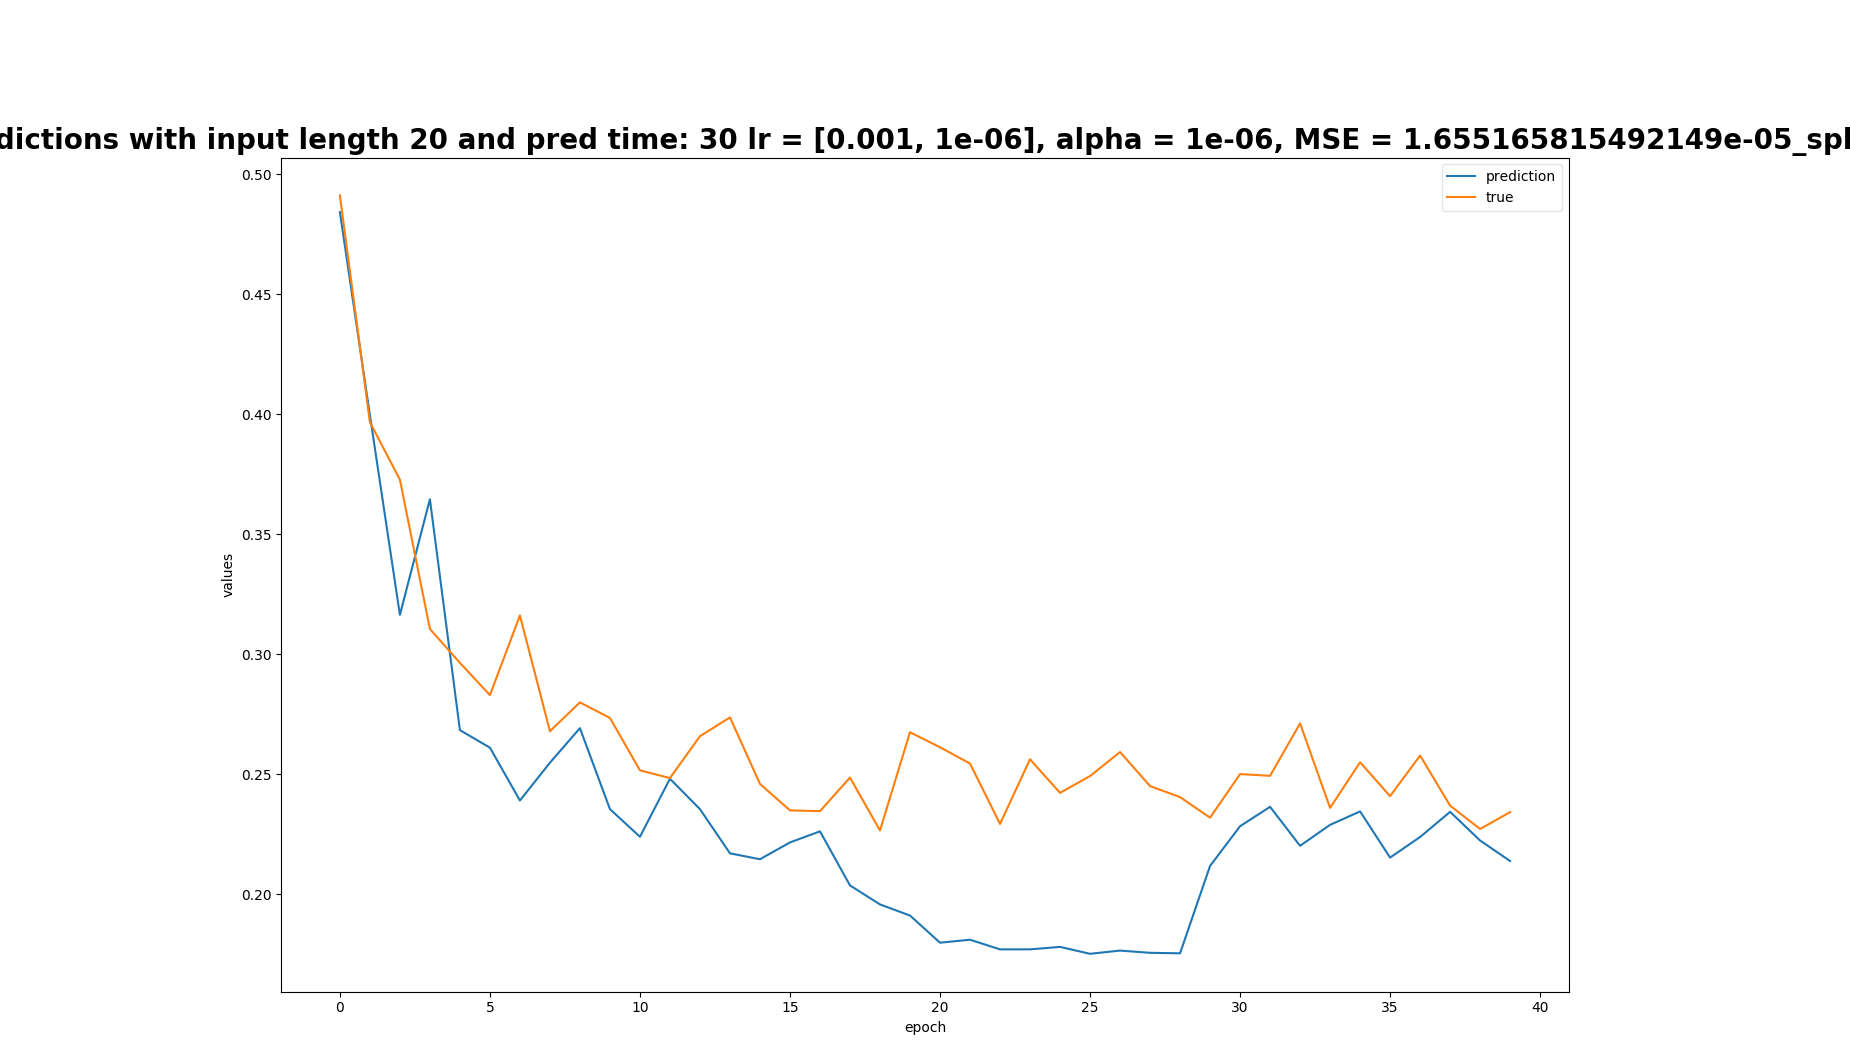 dictions with input length 20 and pred time: 30 lr = [0.001, 1e-06], alpha = 1e-06, MSE = 1.655165815492149e-05_spl
prediction
true
0.50
0.45
0.40
0.35
0.30
0.25
0.20
values
0 5 10 15 20 25 30 35 40
epoch